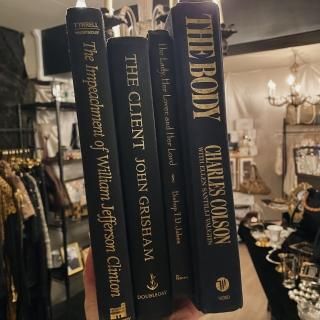 TYRRELL
The Impeachment of William Jefferson Clinton
THE CLIENT JOHN GRISHAM
DOUBLEDAY
The Lady, Her Lover, and Her Lord
Bishop T.D. Jakes
THE BODY
CHARLES COLSON
WITH ELLEN SANTILLI VAUGHN
WORD